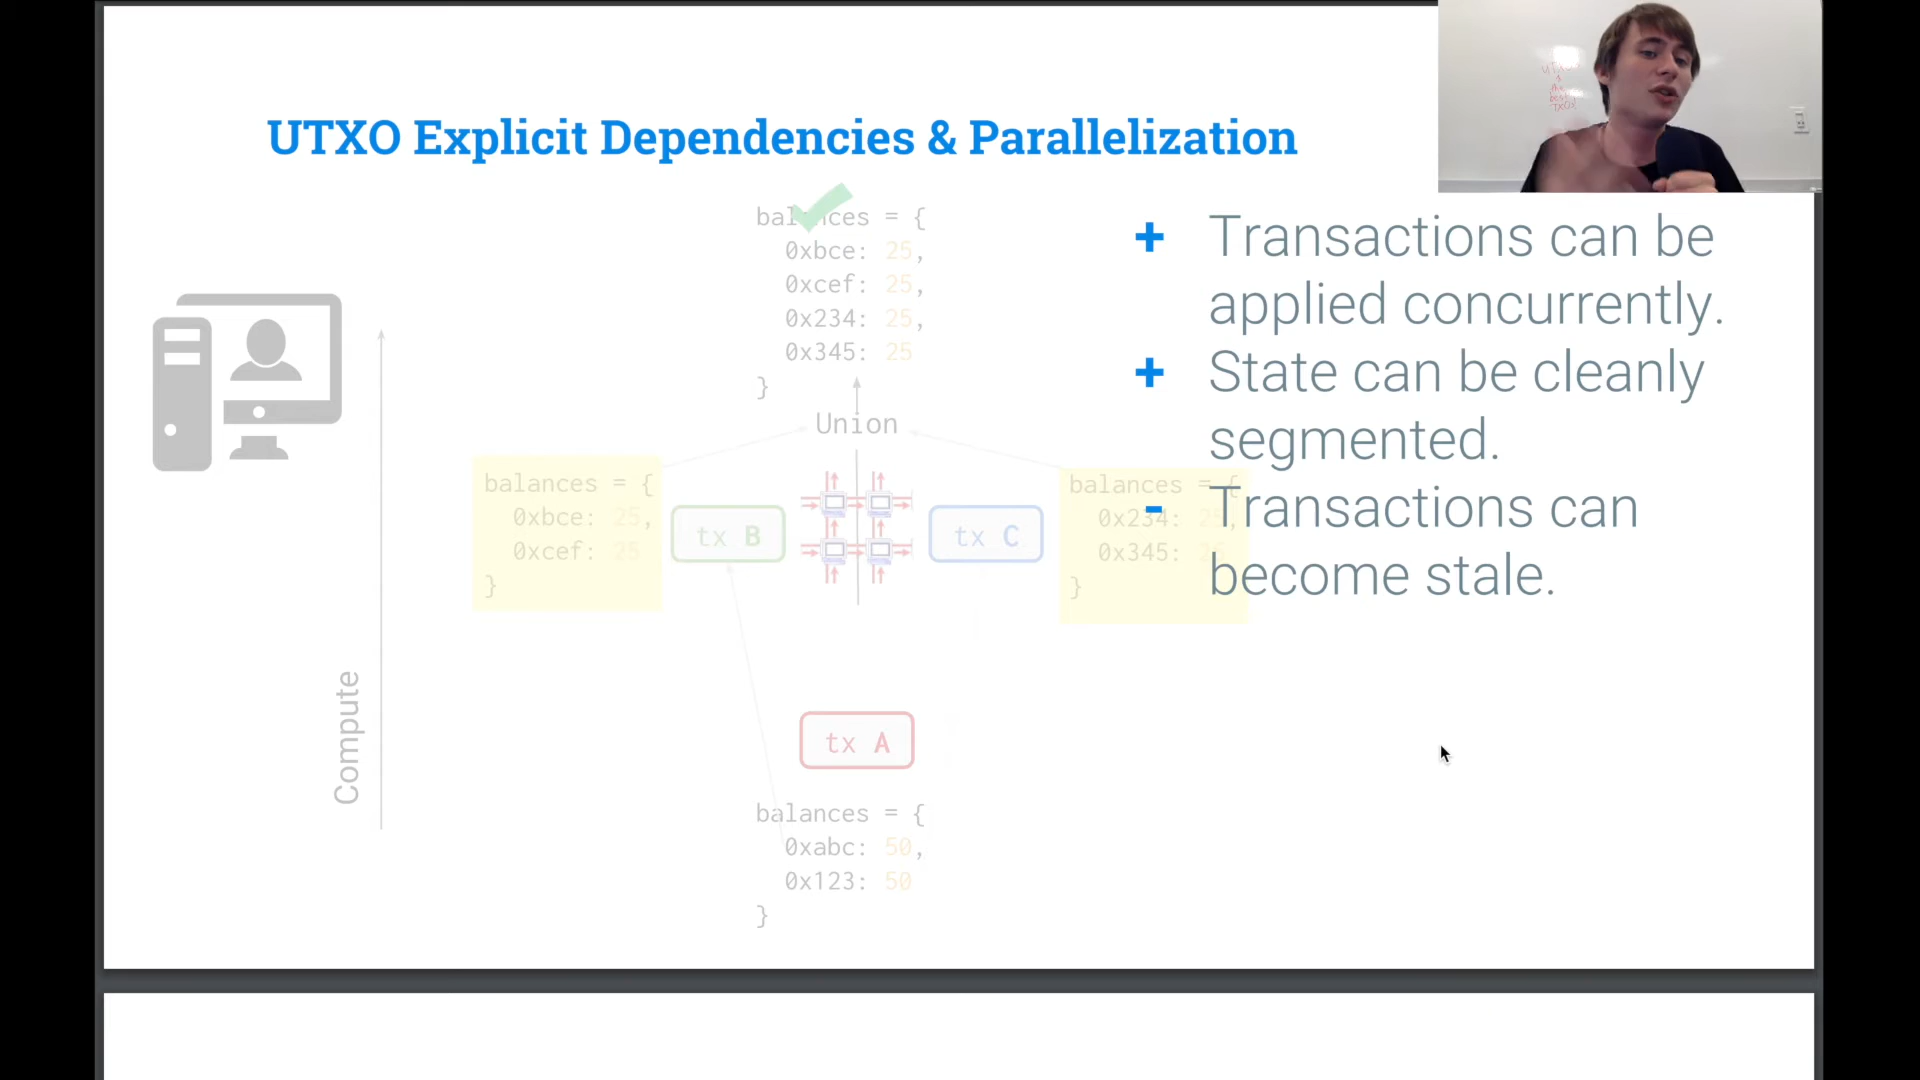 UTXO Explicit Dependencies & Parallelization
balances = {
0xbce: 25,
0xcef: 25,
0x234: 25,
0x345: 25
}
Union
balances = {
0xbce: 25,
0xcef: 25
}
tx B
tx C
balances = {
0x234: 25,
0x345:
}
tx A
balances = {
0xabc: 50,
0x123: 50
}
Compute
+ Transactions can be
applied concurrently.
+ State can be cleanly
segmented.
- Transactions can
become stale.